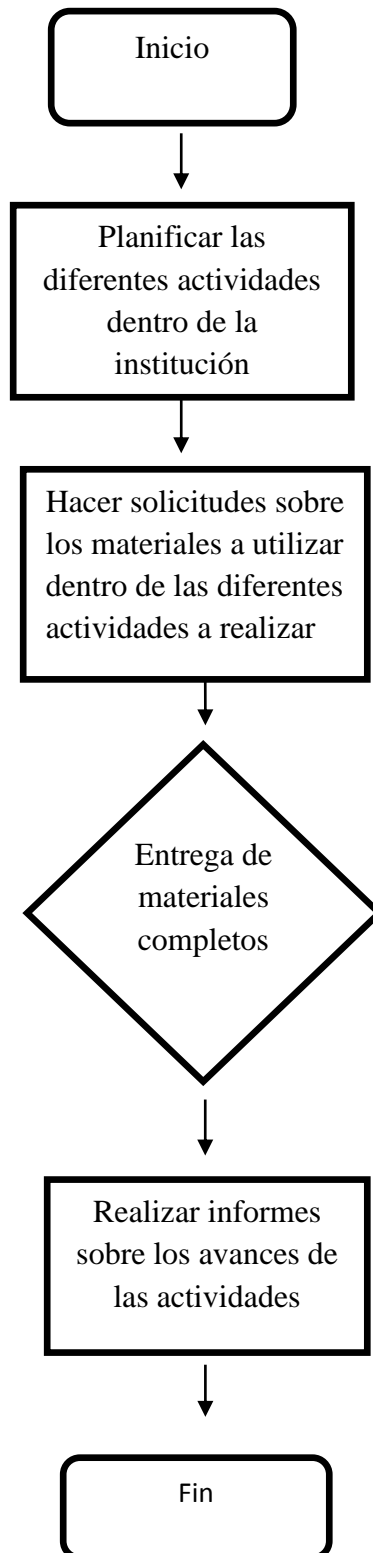 Inicio
Planificar las
diferentes actividades
dentro de la
institución
Hacer solicitudes sobre
los materiales a utilizar
dentro de las diferentes
actividades a realizar
Entrega de
materiales
completos
Realizar informes
sobre los avances de
las actividades
Fin